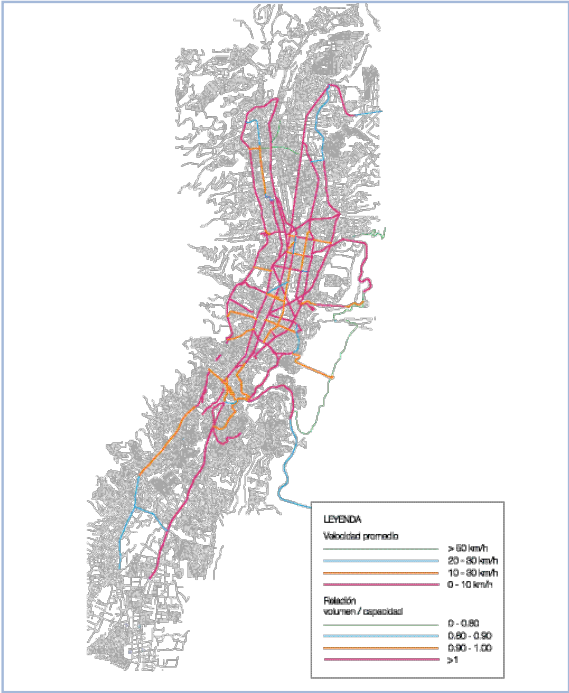 LEYENDA
Velocidad promedio
> 50 km/h
20 - 30 km/h
10 - 30 km/h
0 - 10 km/h
Relación
volumen / capacidad
0 - 0.80
0.80 - 0.90
0.90 - 1.00
>1